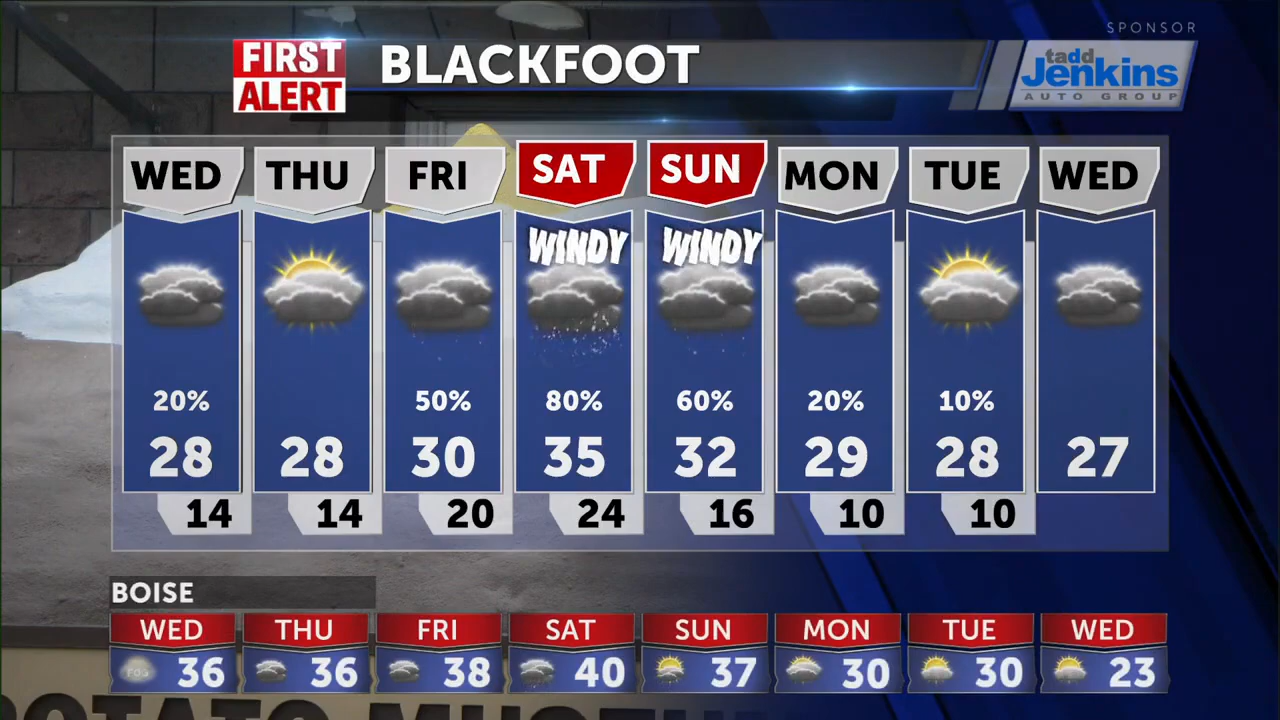 SPONSOR
FIRST ALERT
BLACKFOOT
tadd Jenkins
AUTO GROUP
WED THU FRI SAT SUN MON TUE WED
WINDY WINDY
20% 50% 80% 60% 20% 10%
28 28 30 35 32 29 28 27
14 14 20 24 16 10 10
BOISE
WED THU FRI SAT SUN MON TUE WED
FOG 36 36 38 40 37 30 30 23